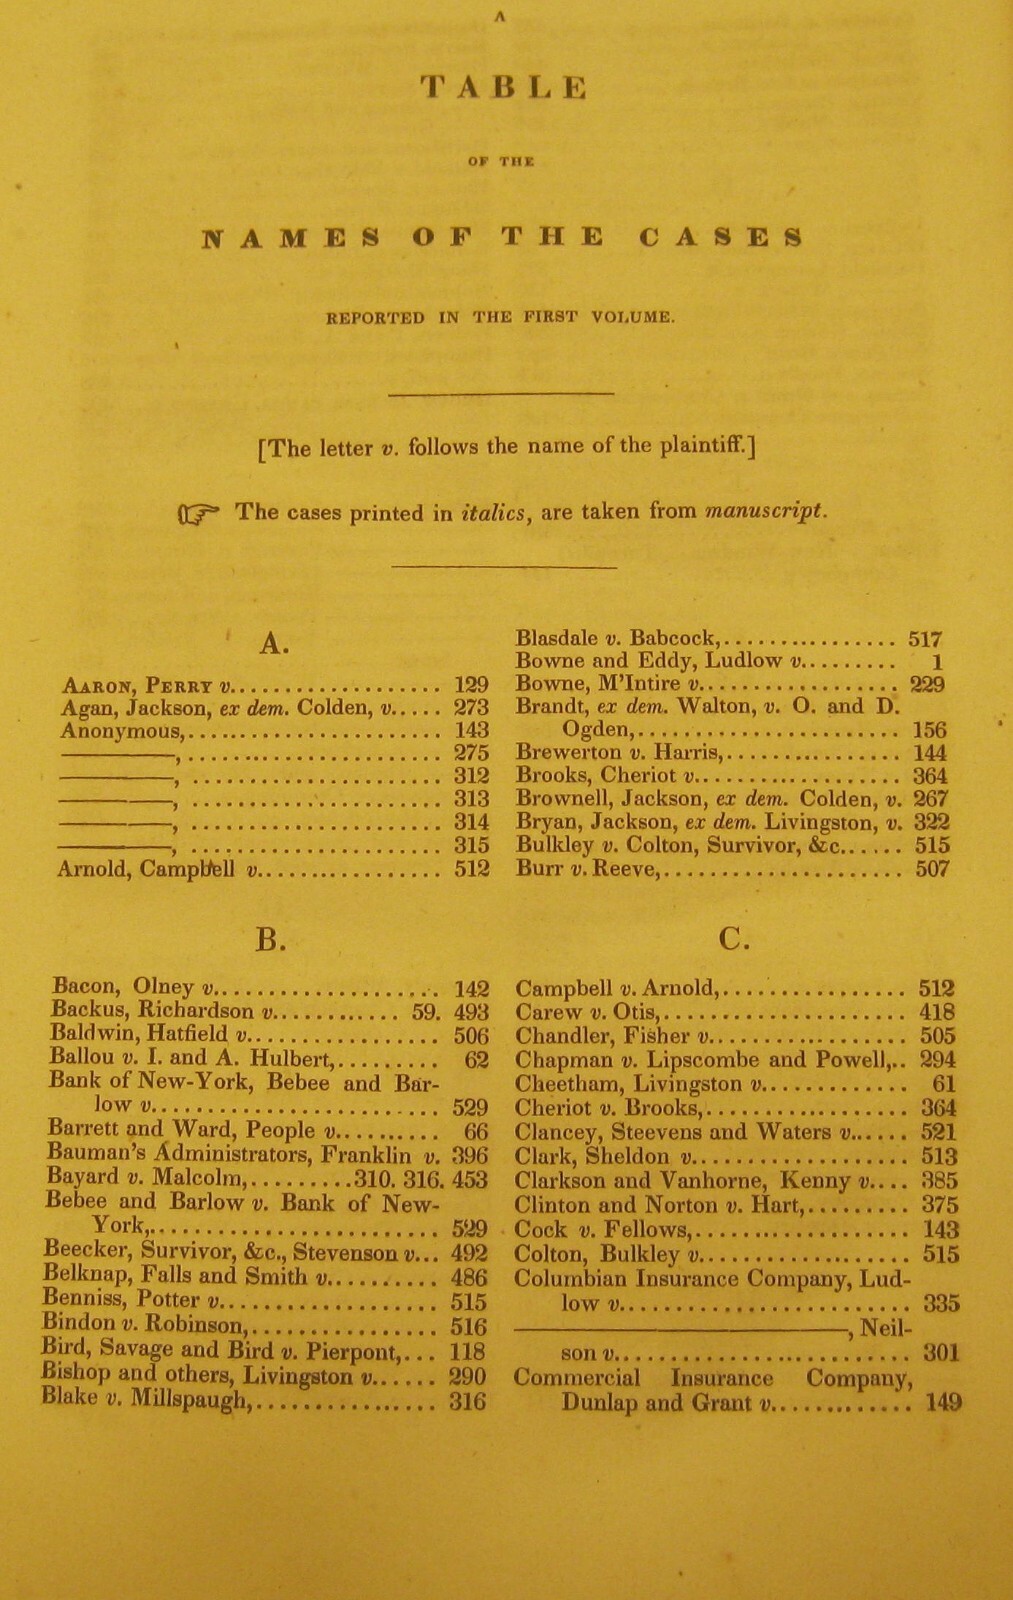 A
TABLE
OF THE
NAMES OF THE CASES
REPORTED IN THE FIRST VOLUME.
[The letter v. follows the name of the plaintiff.]
☞ The cases printed in italics, are taken from manuscript.
A.
AARON, PERRY v.................... 129
Agan, Jackson, ex dem. Colden, v..... 273
Anonymous,........................ 143
————, ........................ 275
————, ........................ 312
————, ........................ 313
————, ........................ 314
————, ........................ 315
Arnold, Campbell v.................. 512
B.
Bacon, Olney v..................... 142
Backus, Richardson v............. 59. 493
Baldwin, Hatfield v.................. 506
Ballou v. I. and A. Hulbert,.......... 62
Bank of New-York, Bebee and Bar-
low v........................... 529
Barrett and Ward, People v.......... 66
Bauman's Administrators, Franklin v. 396
Bayard v. Malcolm,.........310. 316. 453
Bebee and Barlow v. Bank of New-
York,........................... 529
Beecker, Survivor, &c., Stevenson v... 492
Belknap, Falls and Smith v.......... 486
Benniss, Potter v.................... 515
Bindon v. Robinson,................. 516
Bird, Savage and Bird v. Pierpont,... 118
Bishop and others, Livingston v...... 290
Blake v. Millspaugh,................ 316
Blasdale v. Babcock,................ 517
Bowne and Eddy, Ludlow v......... 1
Bowne, M'Intire v.................. 229
Brandt, ex dem. Walton, v. O. and D.
Ogden,........................ 156
Brewerton v. Harris,................ 144
Brooks, Cheriot v.................. 364
Brownell, Jackson, ex dem. Colden, v. 267
Bryan, Jackson, ex dem. Livingston, v. 322
Bulkley v. Colton, Survivor, &c...... 515
Burr v. Reeve,...................... 507
C.
Campbell v. Arnold,................. 512
Carew v. Otis,...................... 418
Chandler, Fisher v.................. 505
Chapman v. Lipscombe and Powell,.. 294
Cheetham, Livingston v............. 61
Cheriot v. Brooks,................... 364
Clancey, Steevens and Waters v...... 521
Clark, Sheldon v.................... 513
Clarkson and Vanhorne, Kenny v.... 385
Clinton and Norton v. Hart,......... 375
Cock v. Fellows,.................... 143
Colton, Bulkley v................... 515
Columbian Insurance Company, Lud-
low v.......................... 335
————————————, Neil-
son v........................... 301
Commercial Insurance Company,
Dunlap and Grant v............. 149